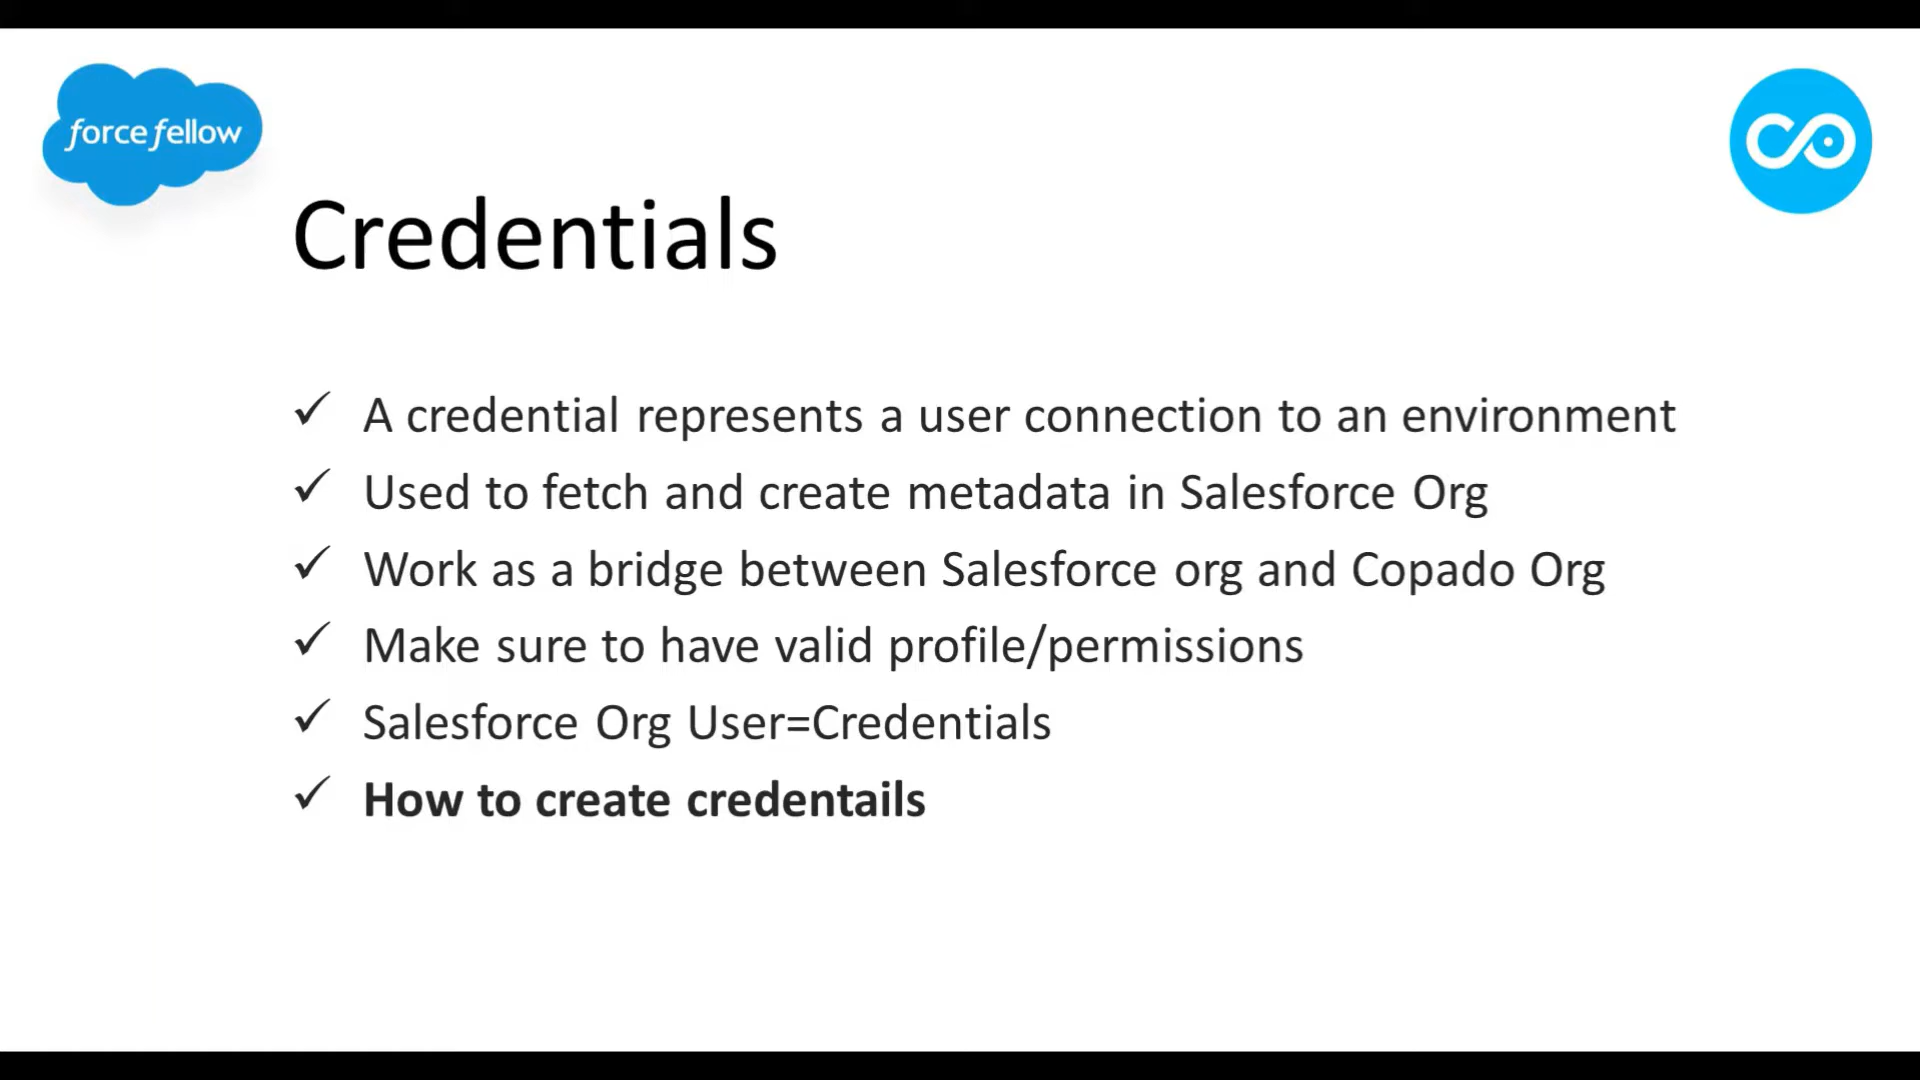 force fellow
Credentials
✓ A credential represents a user connection to an environment
✓ Used to fetch and create metadata in Salesforce Org
✓ Work as a bridge between Salesforce org and Copado Org
✓ Make sure to have valid profile/permissions
✓ Salesforce Org User=Credentials
✓ How to create credentails